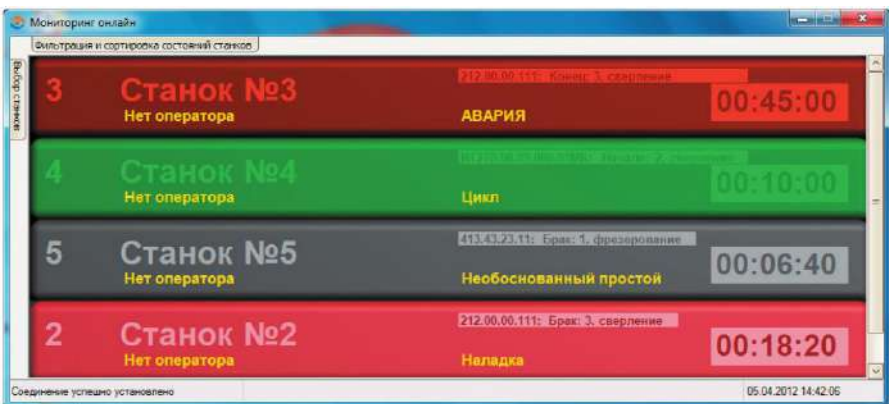 Мониторинг онлайн
Фильтрация и сортировка состояний станков
Выбор станков
3 Станок №3 212.00.00.111: Конец: 3, сверление 00:45:00
Нет оператора АВАРИЯ
4 Станок №4 00:10:00
Нет оператора Цикл
5 Станок №5 413.43.23.11: Брак: 1, фрезерование 00:06:40
Нет оператора Необоснованный простой
2 Станок №2 212.00.00.111: Брак: 3, сверление 00:18:20
Нет оператора Наладка
Соединение успешно установлено 05.04.2012 14:42:06